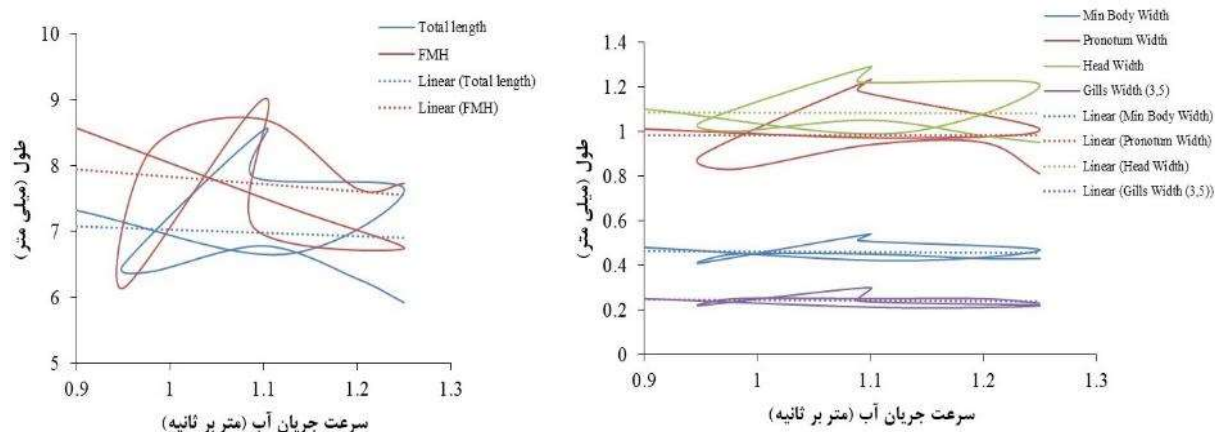 10
9
8
7
6
5
0.9
1
1.1
1.2
1.3
طول (میلی متر)
سرعت جریان آب (متر بر ثانیه)
Total length
FMH
Linear (Total length)
Linear (FMH)
1.4
1.2
1
0.8
0.6
0.4
0.2
0
0.9
1
1.1
1.2
1.3
طول (میلی متر)
سرعت جریان آب (متر بر ثانیه)
Min Body Width
Pronotum Width
Head Width
Gills Width (3,5)
Linear (Min Body Width)
Linear (Pronotum Width)
Linear (Head Width)
Linear (Gills Width (3,5))